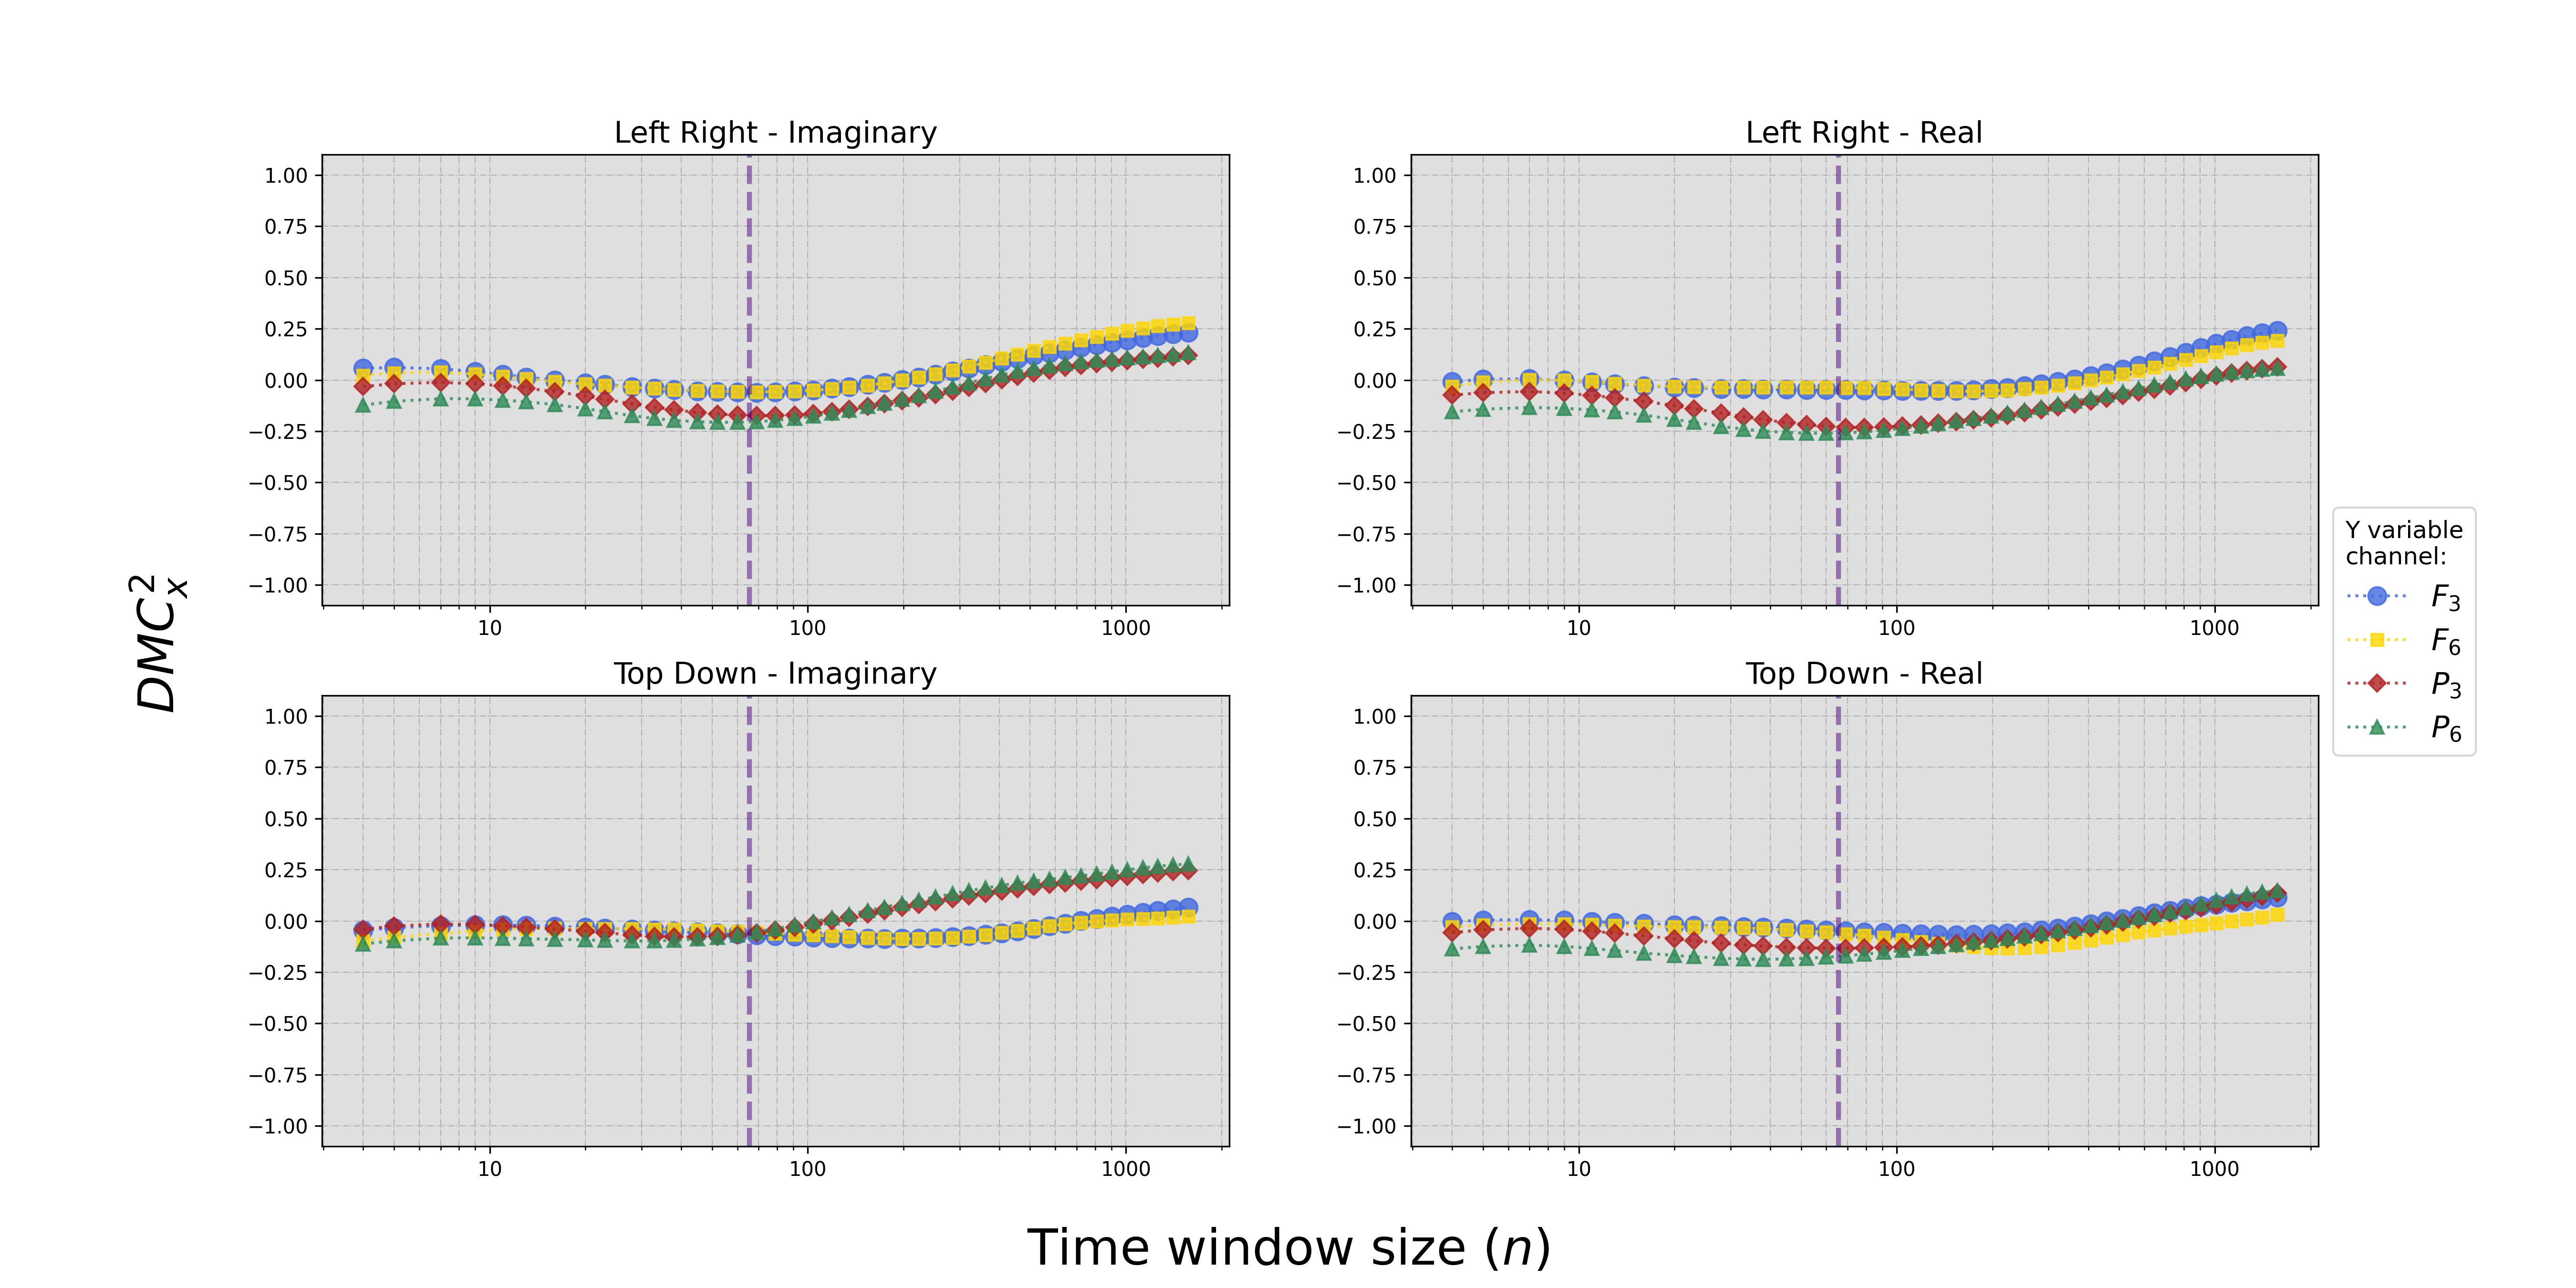 Left Right - Imaginary
1.00
0.75
0.50
0.25
0.00
−0.25
−0.50
−0.75
−1.00
10 100 1000
Left Right - Real
1.00
0.75
0.50
0.25
0.00
−0.25
−0.50
−0.75
−1.00
10 100 1000
Top Down - Imaginary
1.00
0.75
0.50
0.25
0.00
−0.25
−0.50
−0.75
−1.00
10 100 1000
Top Down - Real
1.00
0.75
0.50
0.25
0.00
−0.25
−0.50
−0.75
−1.00
10 100 1000
DMC²ₓ
Time window size (n)
Y variable
channel:
F₃
F₆
P₃
P₆